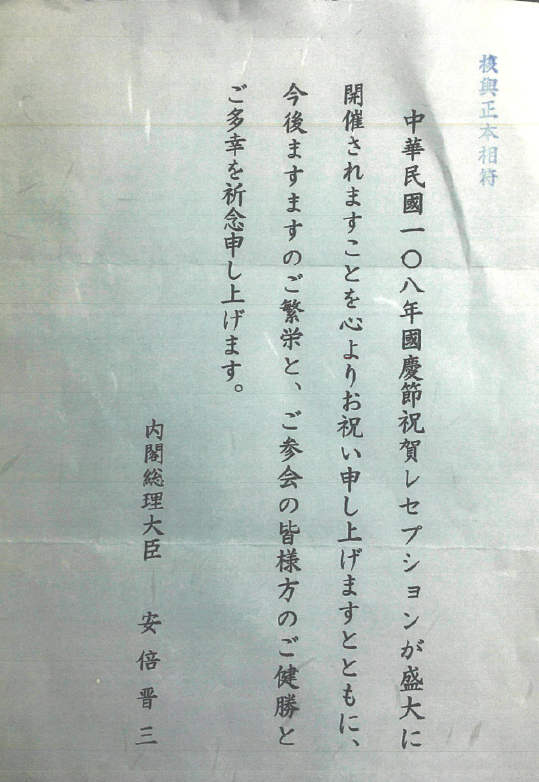 核與正本相符
中華民國一〇八年國慶節祝賀レセプションが盛大に
開催されますことを心よりお祝い申し上げますとともに、
今後ますますのご繁栄と、ご参会の皆様方のご健勝と
ご多幸を祈念申し上げます。
内閣総理大臣 安倍晋三